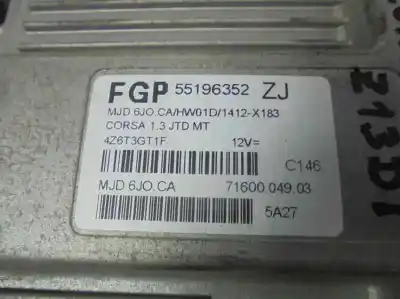 FGP 55196352 ZJ
MJD 6JO.CA/HW01D/1412-X183
CORSA 1.3 JTD MT
4Z6T3GT1F 12V=
C146
MJD 6JO.CA 71600.049.03
5A27
Z13DT